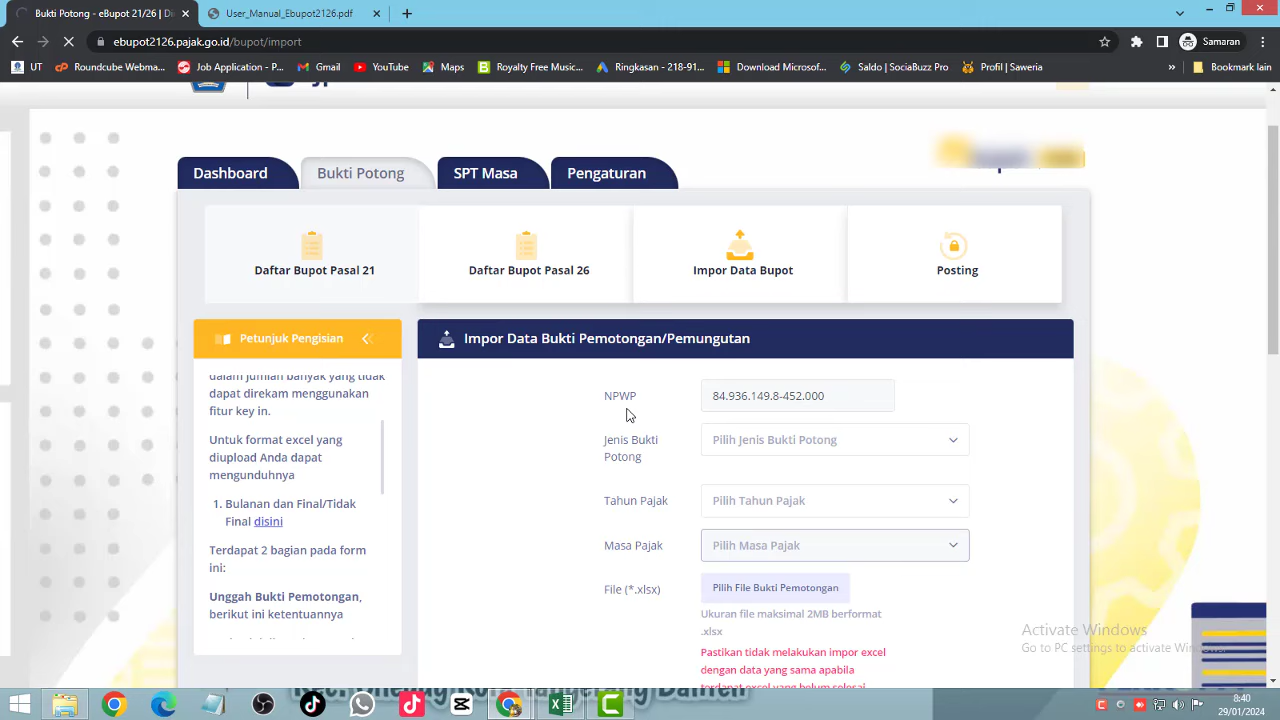 Ebupot 21/26 | D
User_Manual_Ebupot2126.pdf
ebupot2126.pajak.go.id/bupot/import
Samaran
UT
Roundcube Webma...
Job Akpplication - P...
Gmail
YouTube
Maps
Royalty Free Music...
Ringkasan - 218-91...
Download Microsof...
Saldo | SociaBuzz Pro
Profil / Saweria
Bookmark lain
Dashboard
Bukti Potong
SPT Masa
Pengaturan
Daftar Bupot Pasal 21
Daftar Bupot Pasal 26
Impor Data Bupot
Posting
Petunjuk Pengisian
dalam jumlah banyak yang tidak
dapat direkam menggunakan
fitur key in.
Untuk format excel yang
diupload Anda dapat
mengunduhnya
1. Bulanan dan Final/Tidak
Final disini
Terdapat 2 bagian pada form
ini:
Unggah Bukti Pemotongan,
berikut ini ketentuannya
Impor Data Bukti Pemotongan/Pemungutan
NPWP
84.936.149.8-452.000
Jenis Bukti
Potong
Pilih Jenis Bukti Potong
Tahun Pajak
Pilih Tahun Pajak
Masa Pajak
Pilih Masa Pajak
File (*.xlsx)
Pilih File Bukti Pemotongan
Ukuran file maksimal 2MB berformat
.xlsx
Pastikan tidak melakukan impor excel
dengan data yang sama apabila
terdapat excel yang belum selesai
Activate Windows
Go to PC settings to activate Windows.
8:40
29/01/2024